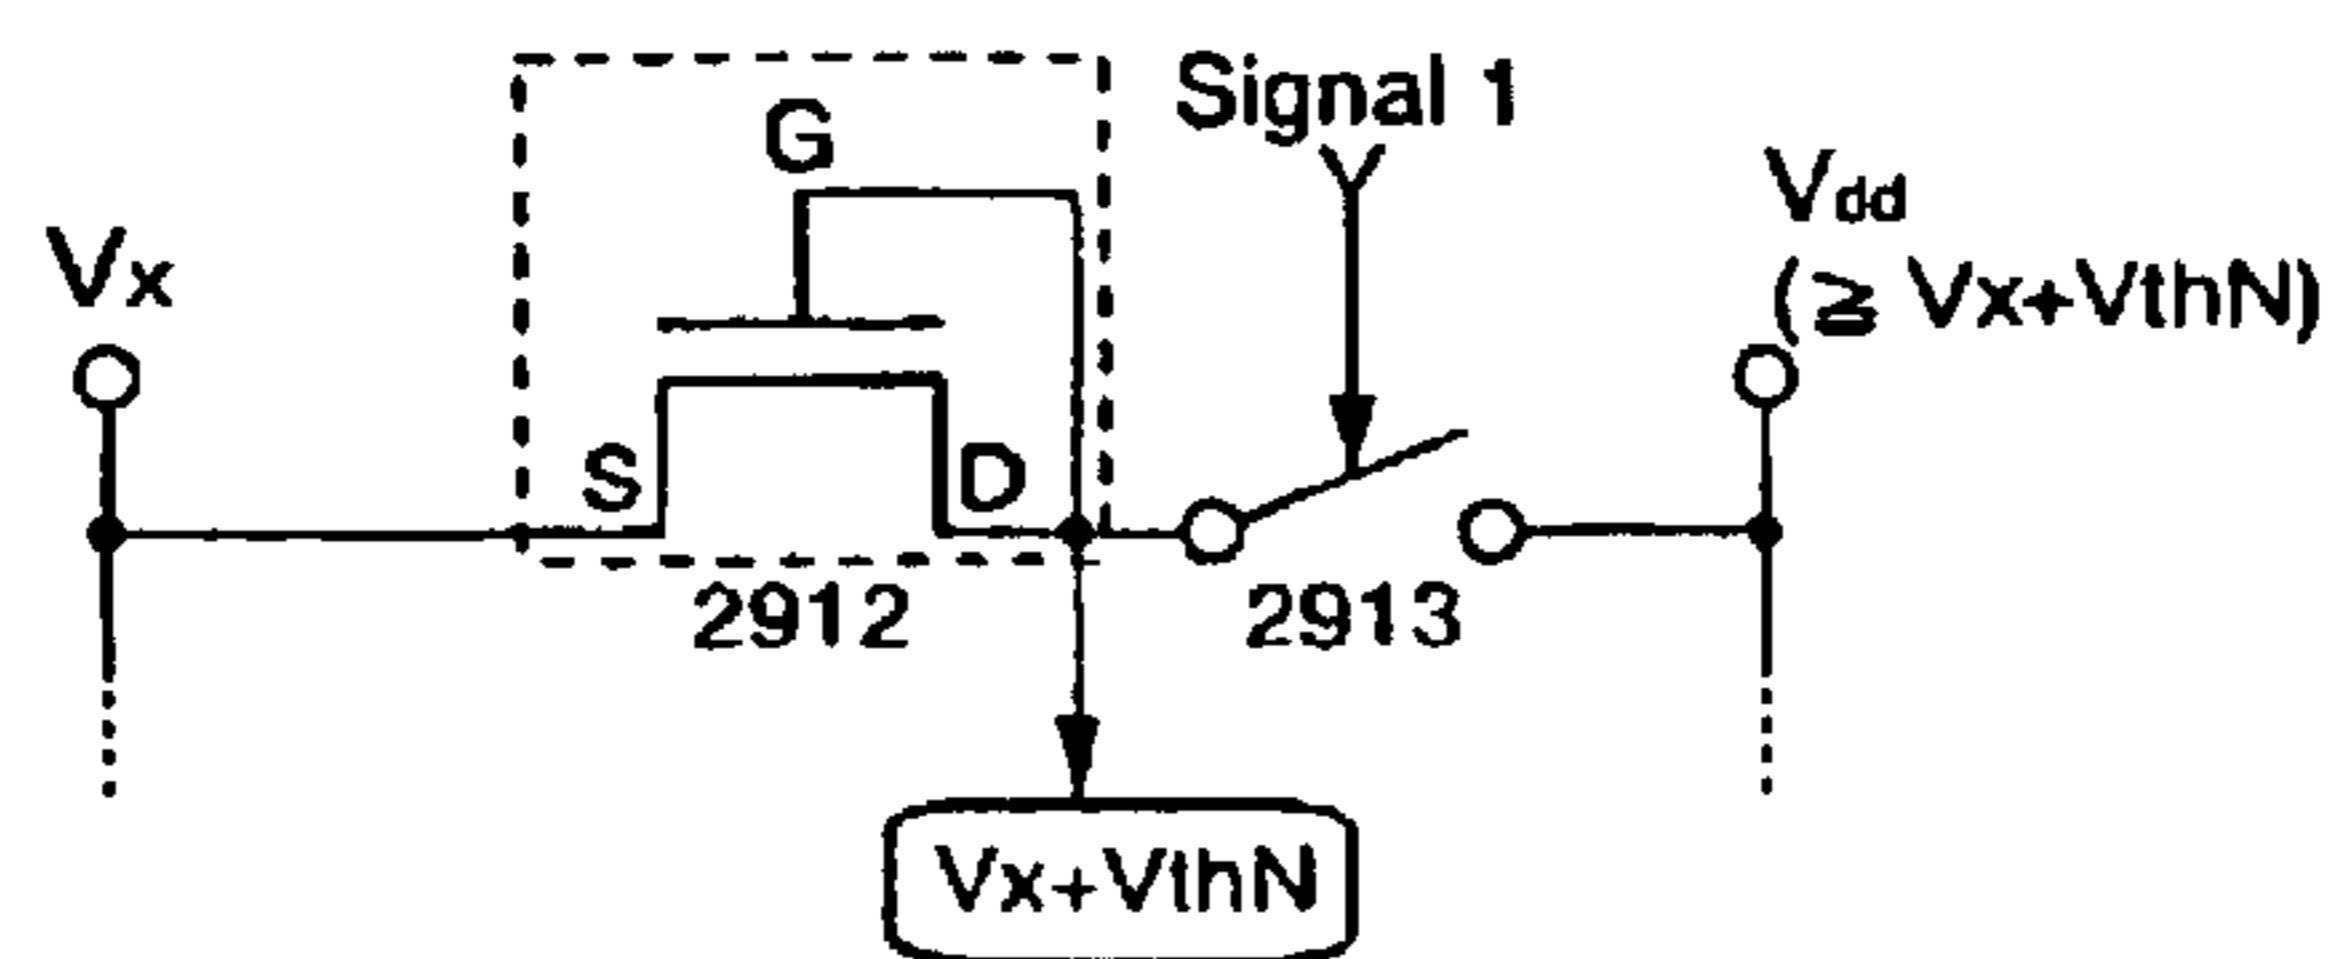 Signal 1
G
Vdd
Vx
(≧ Vx+VthN)
S
D
2912
2913
Vx+VthN